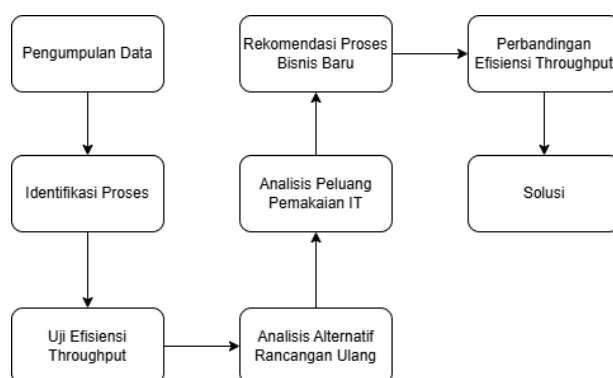 Pengumpulan Data
Identifikasi Proses
Uji Efisiensi
Throughput
Analisis Alternatif
Rancangan Ulang
Analisis Peluang
Pemakaian IT
Rekomendasi Proses
Bisnis Baru
Perbandingan
Efisiensi Throughput
Solusi